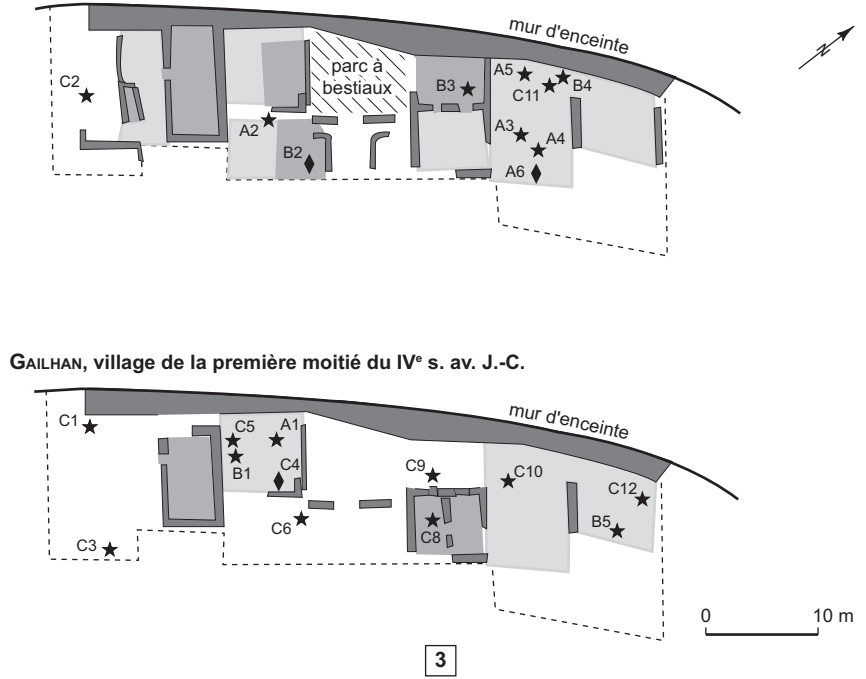 mur d'enceinte
N
parc à
bestiaux
C2
A2
B2
B3
A5
C11
B4
A3
A4
A6
GAILHAN, village de la première moitié du IVe s. av. J.-C.
mur d'enceinte
C1
C5
A1
B1
C4
C9
C10
C12
C6
C8
B5
C3
0 10 m
3